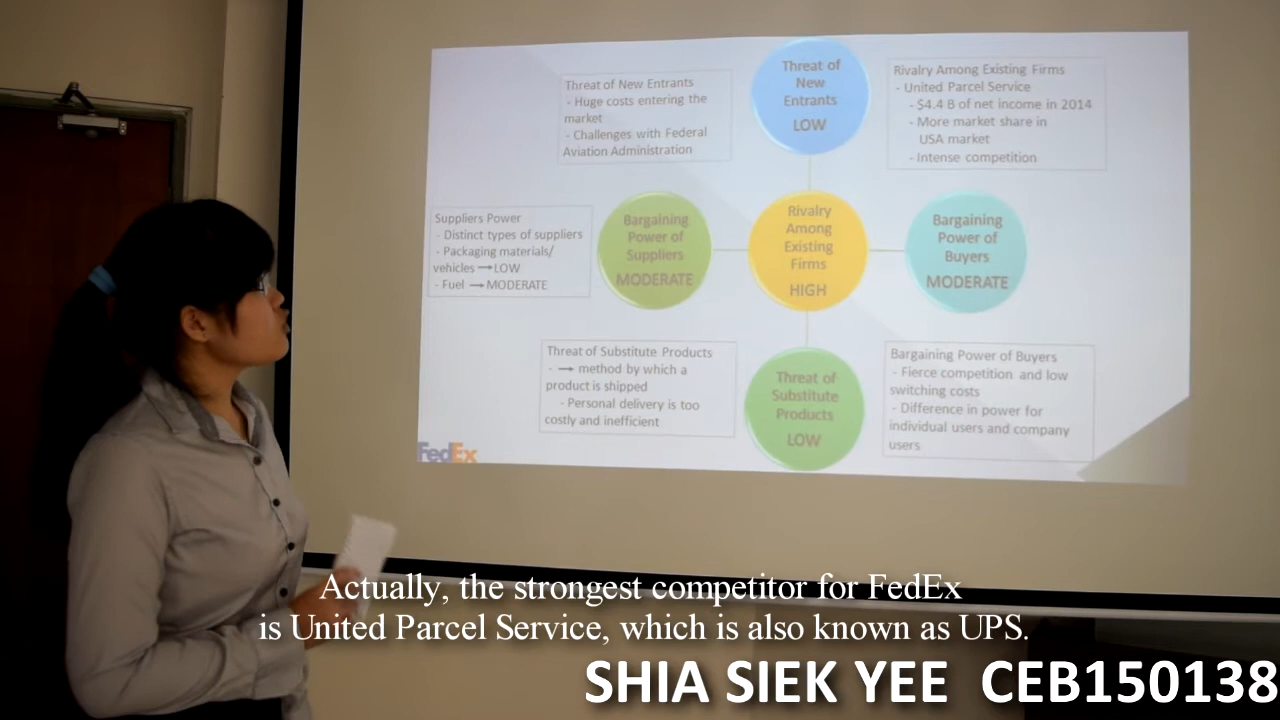 Threat of New Entrants
- Huge costs entering the
market
- Challenges with Federal
Aviation Administration
Threat of
New
Entrants
LOW
Rivalry Among Existing Firms
- United Parcel Service
- $4.4 B of net income in 2014
- More market share in
USA market
- Intense competition
Suppliers Power
- Distinct types of suppliers
- Packaging materials/
vehicles → LOW
- Fuel → MODERATE
Bargaining
Power of
Suppliers
MODERATE
Rivalry
Among
Existing
Firms
HIGH
Bargaining
Power of
Buyers
MODERATE
Threat of Substitute Products
- → method by which a
product is shipped
- Personal delivery is too
costly and inefficient
Threat of
Substitute
Products
LOW
Bargaining Power of Buyers
- Fierce competition and low
switching costs
- Difference in power for
individual users and company
users
FedEx
Actually, the strongest competitor for FedEx
is United Parcel Service, which is also known as UPS.
SHIA SIEK YEE CEB150138